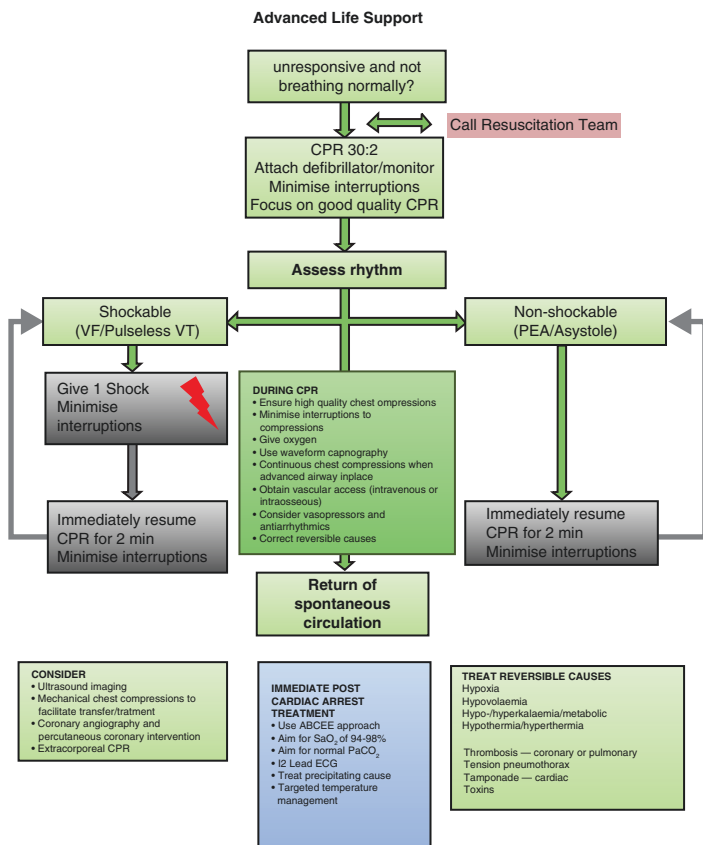 Advanced Life Support
unresponsive and not
breathing normally?
Call Resuscitation Team
CPR 30:2
Attach defibrillator/monitor
Minimise interruptions
Focus on good quality CPR
Assess rhythm
Shockable
(VF/Pulseless VT)
Non-shockable
(PEA/Asystole)
Give 1 Shock
Minimise
interruptions
DURING CPR
• Ensure high quality chest ompressions
• Minimise interruptions to
compressions
• Give oxygen
• Use waveform capnography
• Continuous chest compressions when
advanced airway inplace
• Obtain vascular access (intravenous or
intraosseous)
• Consider vasopressors and
antiarrhythmics
• Correct reversible causes
Immediately resume
CPR for 2 min
Minimise interruptions
Immediately resume
CPR for 2 min
Minimise interruptions
Return of
spontaneous
circulation
CONSIDER
• Ultrasound imaging
• Mechanical chest compressions to
facilitate transfer/tratment
• Coronary angiography and
percutaneous coronary intervention
• Extracorporeal CPR
IMMEDIATE POST
CARDIAC ARREST
TREATMENT
• Use ABCEE approach
• Aim for SaO₂ of 94-98%
• Aim for normal PaCO₂
• I2 Lead ECG
• Treat precipitating cause
• Targeted temperature
management
TREAT REVERSIBLE CAUSES
Hypoxia
Hypovolaemia
Hypo-/hyperkalaemia/metabolic
Hypothermia/hyperthermia
Thrombosis — coronary or pulmonary
Tension pneumothorax
Tamponade — cardiac
Toxins